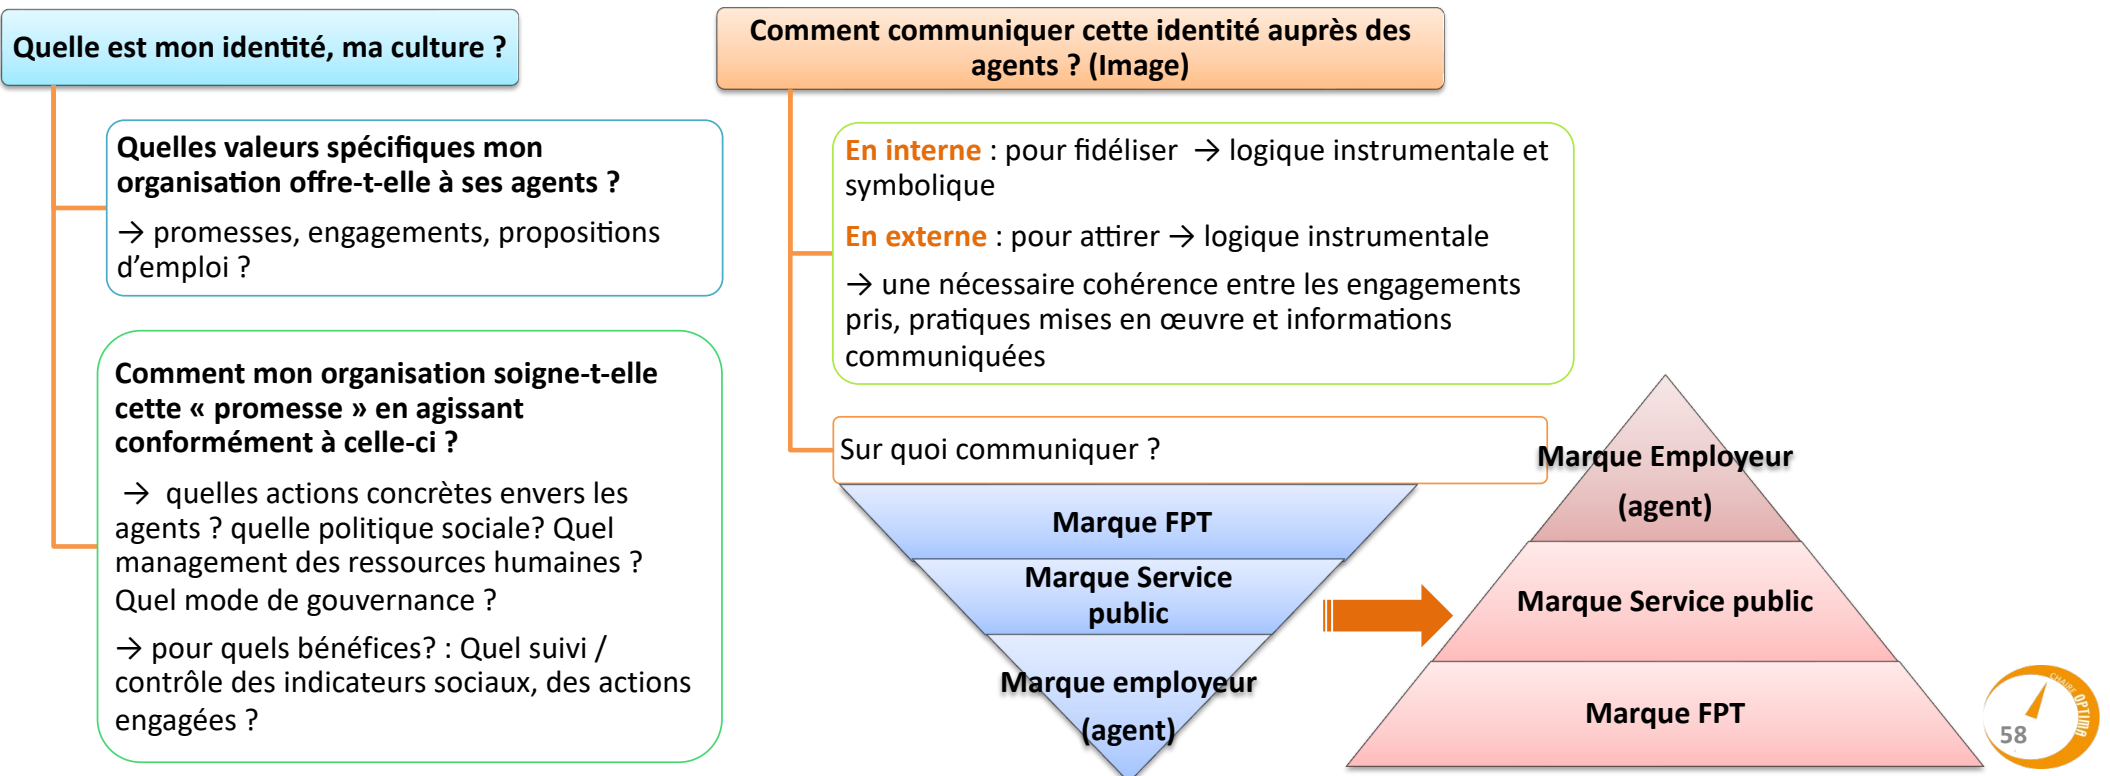 Quelle est mon identité, ma culture ?
Quelles valeurs spécifiques mon
organisation offre-t-elle à ses agents ?
→ promesses, engagements, propositions
d’emploi ?
Comment mon organisation soigne-t-elle
cette « promesse » en agissant
conformément à celle-ci ?
→ quelles actions concrètes envers les
agents ? quelle politique sociale? Quel
management des ressources humaines ?
Quel mode de gouvernance ?
→ pour quels bénéfices? : Quel suivi /
contrôle des indicateurs sociaux, des actions
engagées ?
Comment communiquer cette identité auprès des
agents ? (Image)
En interne : pour fidéliser → logique instrumentale et
symbolique
En externe : pour attirer → logique instrumentale
→ une nécessaire cohérence entre les engagements
pris, pratiques mises en œuvre et informations
communiquées
Sur quoi communiquer ?
Marque FPT
Marque Service
public
Marque employeur
(agent)
Marque Employeur
(agent)
Marque Service public
Marque FPT
CHAIRE OPTIMA
58